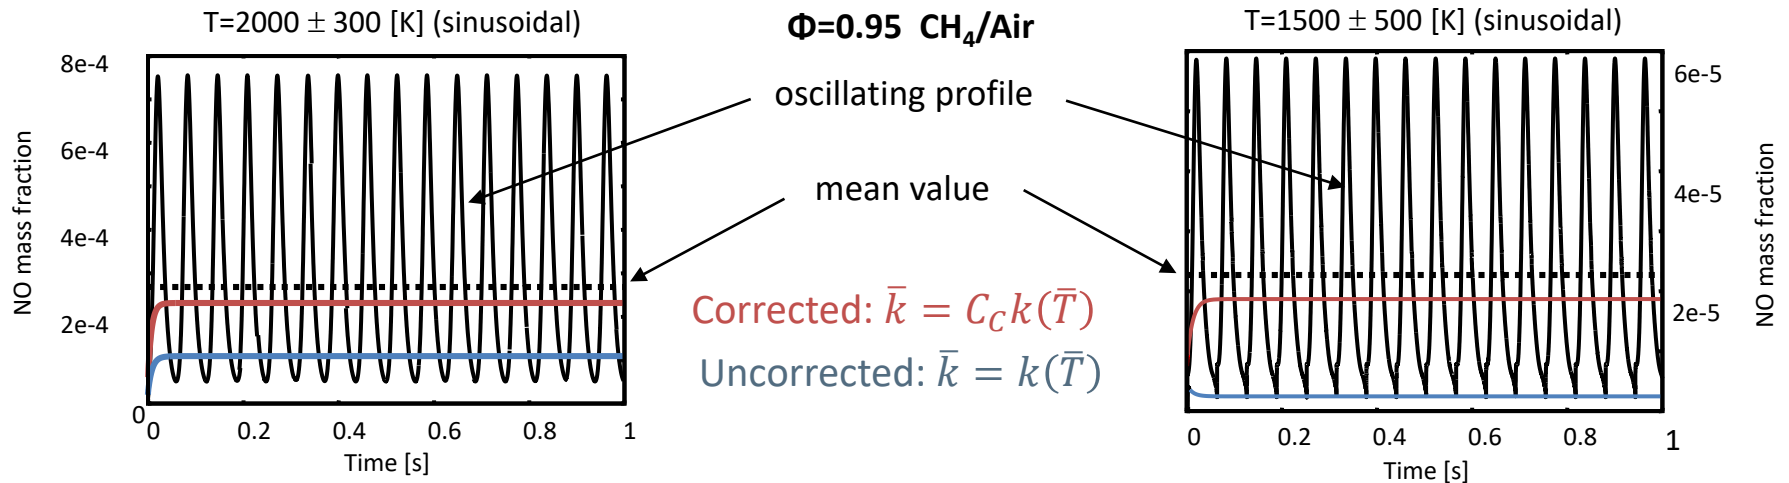 T=2000 ± 300 [K] (sinusoidal)
Φ=0.95 CH₄/Air
T=1500 ± 500 [K] (sinusoidal)
8e-4
6e-4
4e-4
2e-4
0
NO mass fraction
0 0.2 0.4 0.6 0.8 1
Time [s]
oscillating profile
mean value
Corrected: k̄ = C_C k(T̄)
Uncorrected: k̄ = k(T̄)
6e-5
4e-5
2e-5
NO mass fraction
0 0.2 0.4 0.6 0.8 1
Time [s]